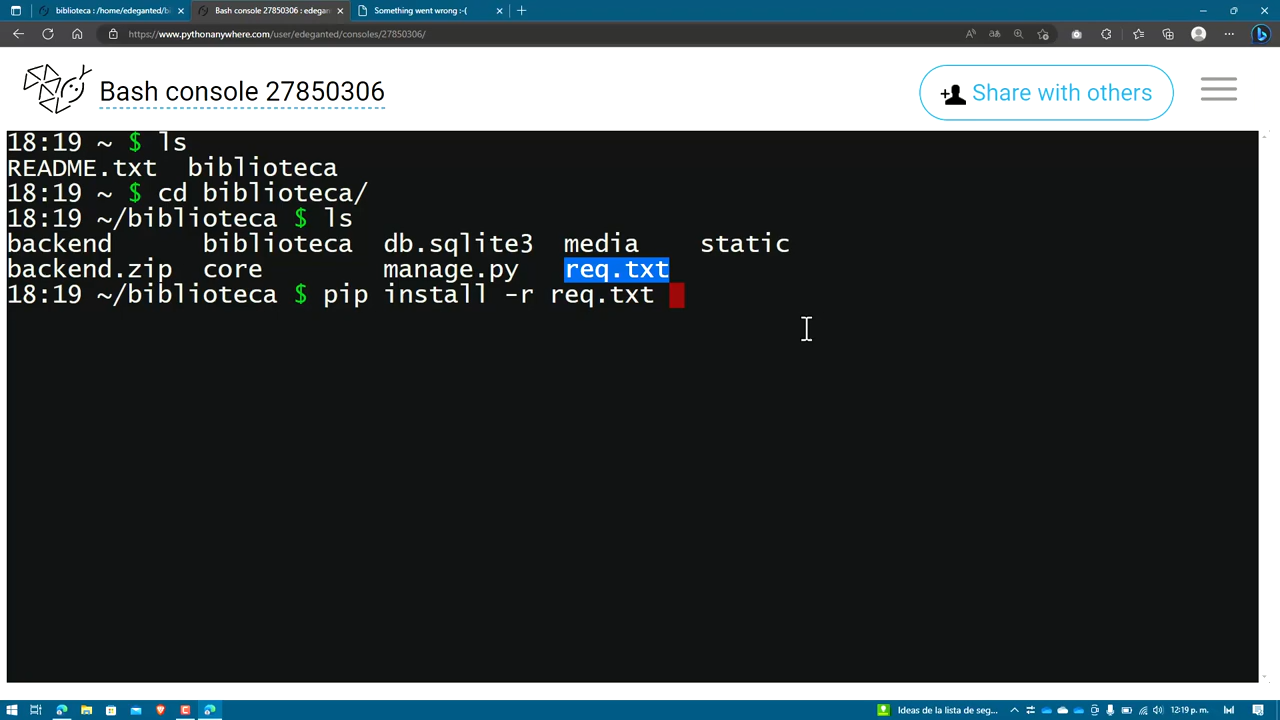 biblioteca : /home/edeganted/bi
Bash console 27850306 : edegan
Something went wrong :-(
https://www.pythonanywhere.com/user/edeganted/consoles/27850306/
Bash console 27850306
Share with others
18:19 ~ $ ls
README.txt  biblioteca
18:19 ~ $ cd biblioteca/
18:19 ~/biblioteca $ ls
backend      biblioteca  db.sqlite3  media    static
backend.zip  core        manage.py   req.txt
18:19 ~/biblioteca $ pip install -r req.txt
Ideas de la lista de seg...
12:19 p. m.